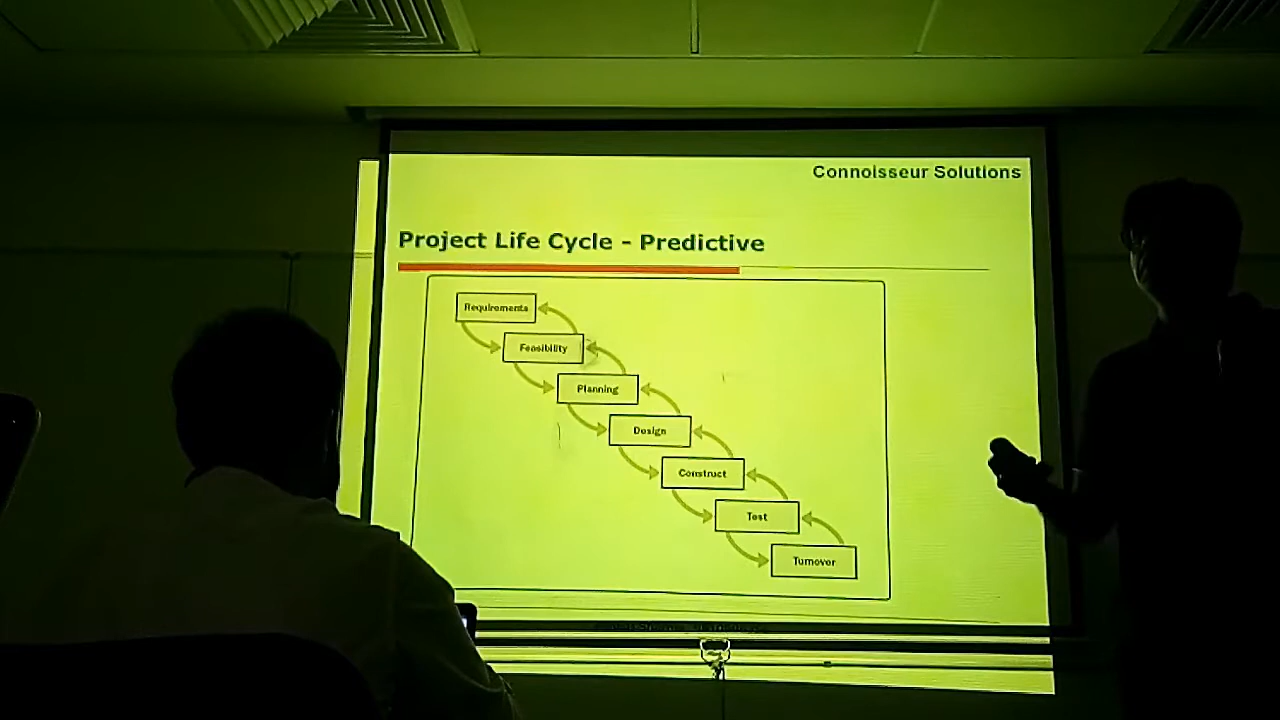 Connoisseur Solutions
Project Life Cycle - Predictive
Requirements
Feasibility
Planning
Design
Construct
Test
Turnover